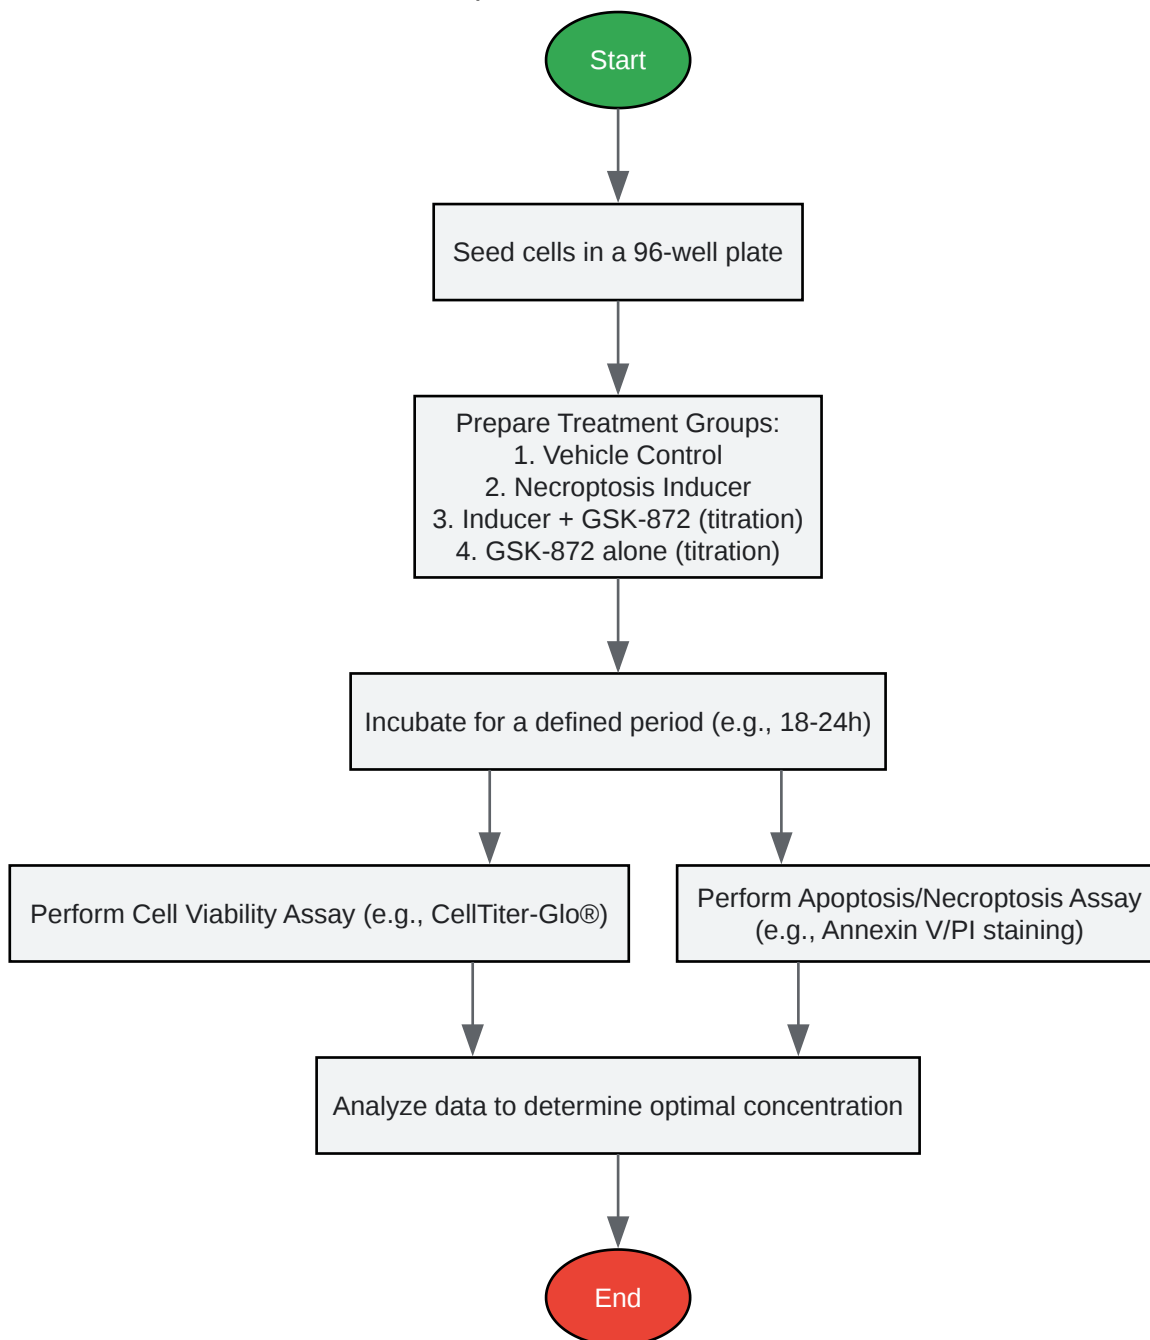 Start
Seed cells in a 96-well plate
Prepare Treatment Groups:
1. Vehicle Control
2. Necroptosis Inducer
3. Inducer + GSK-872 (titration)
4. GSK-872 alone (titration)
Incubate for a defined period (e.g., 18-24h)
Perform Cell Viability Assay (e.g., CellTiter-Glo®)
Perform Apoptosis/Necroptosis Assay
(e.g., Annexin V/PI staining)
Analyze data to determine optimal concentration
End